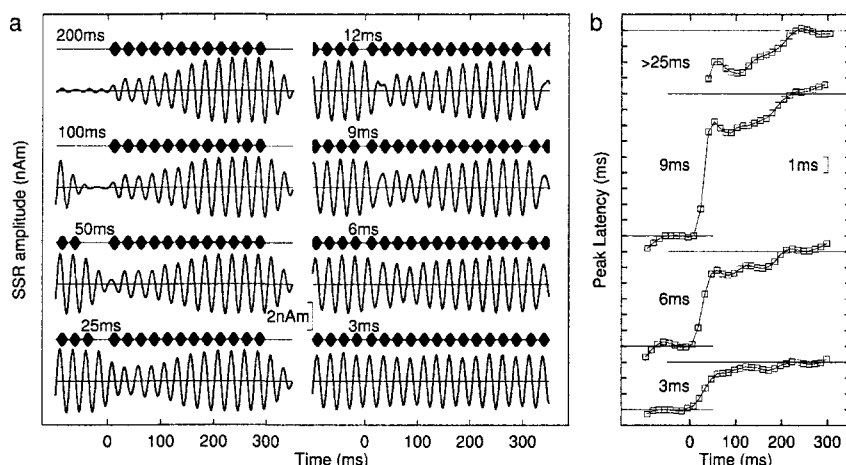 a
200ms
12ms
100ms
9ms
50ms
6ms
2nAm
25ms
3ms
SSR amplitude (nAm)
0 100 200 300 0 100 200 300
Time (ms)
b
>25ms
9ms
1ms
6ms
3ms
Peak Latency (ms)
0 100 200 300
Time (ms)